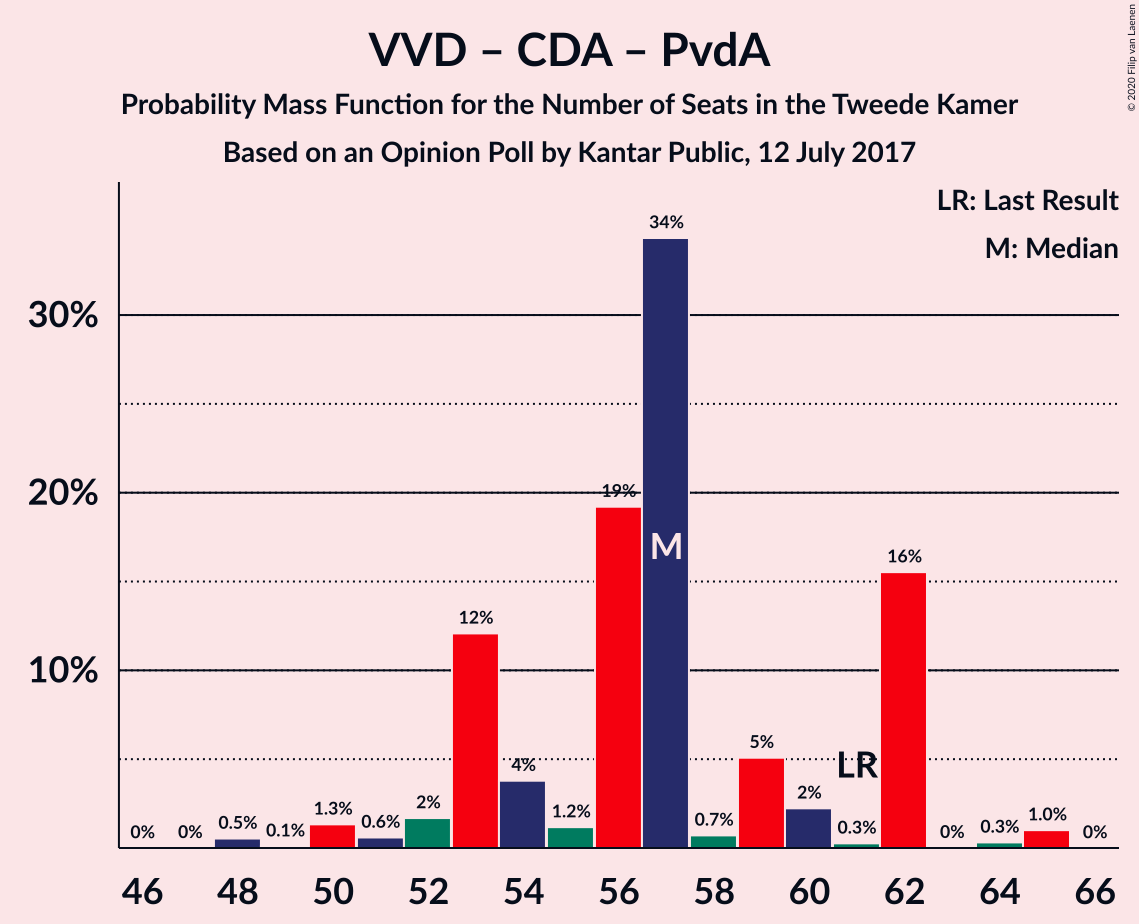 VVD – CDA – PvdA
Probability Mass Function for the Number of Seats in the Tweede Kamer
Based on an Opinion Poll by Kantar Public, 12 July 2017
© 2020 Filip van Laenen
LR: Last Result
M: Median
30%
20%
10%
0%
0%
0.5%
0.1%
1.3%
0.6%
2%
12%
4%
1.2%
19%
34%
M
0.7%
5%
2%
LR
0.3%
16%
0%
0.3%
1.0%
0%
46 48 50 52 54 56 58 60 62 64 66